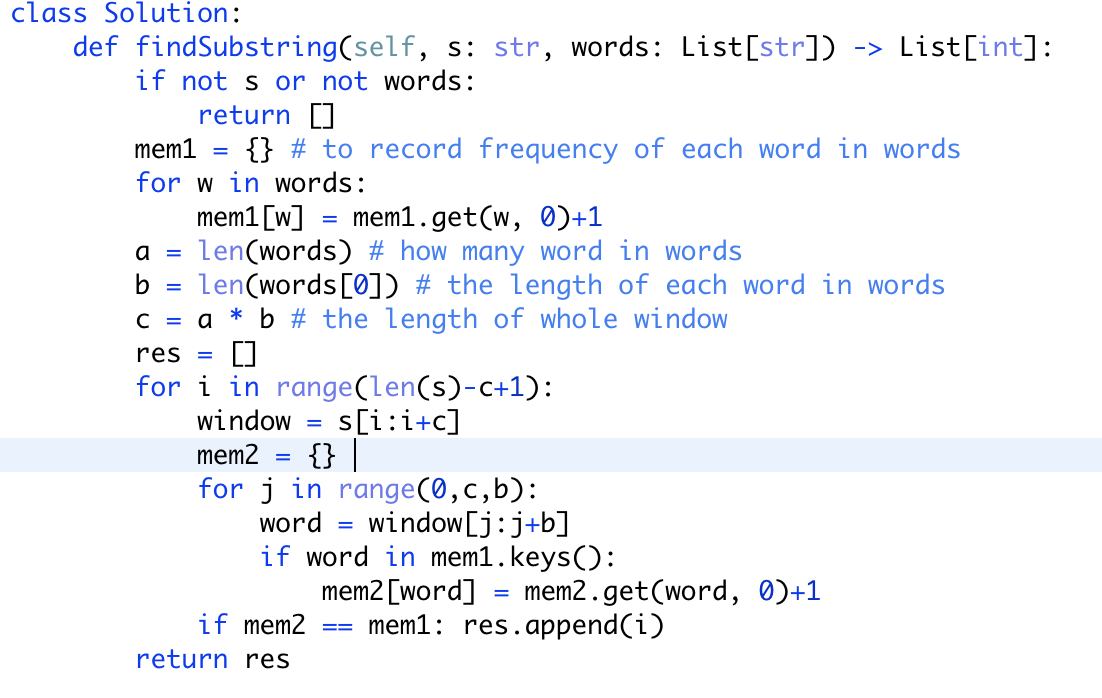 class Solution:
    def findSubstring(self, s: str, words: List[str]) -> List[int]:
        if not s or not words:
            return []
        mem1 = {} # to record frequency of each word in words
        for w in words:
            mem1[w] = mem1.get(w, 0)+1
        a = len(words) # how many word in words
        b = len(words[0]) # the length of each word in words
        c = a * b # the length of whole window
        res = []
        for i in range(len(s)-c+1):
            window = s[i:i+c]
            mem2 = {}
            for j in range(0,c,b):
                word = window[j:j+b]
                if word in mem1.keys():
                    mem2[word] = mem2.get(word, 0)+1
            if mem2 == mem1: res.append(i)
        return res